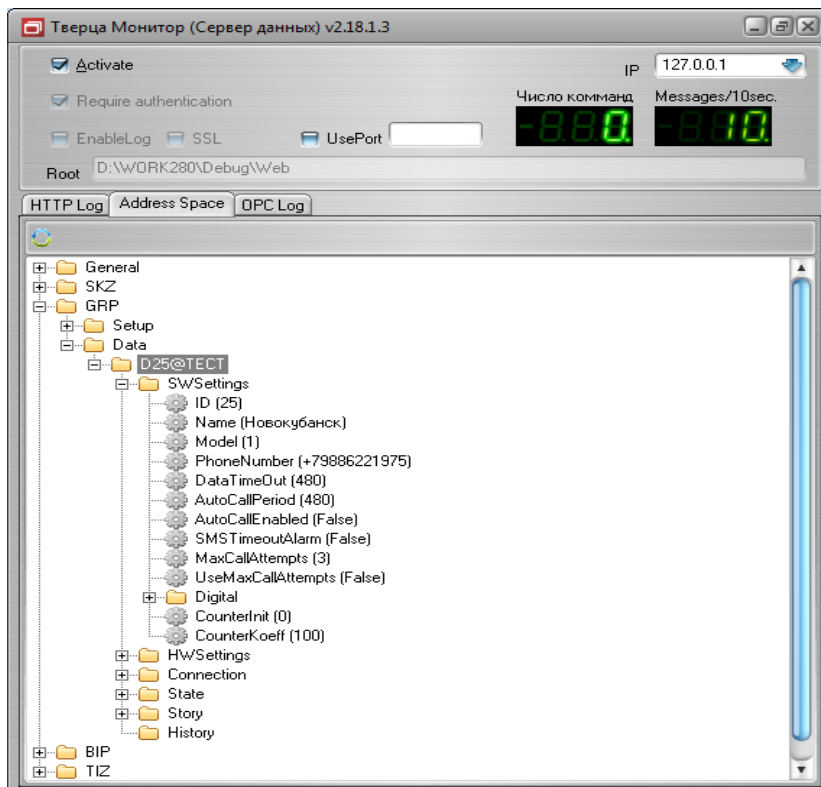 Тверца Монитор (Сервер данных) v2.18.1.3
Activate
IP 127.0.0.1
Require authentication
Число комманд Messages/10sec.
0 10
EnableLog SSL UsePort
Root D:\WORK280\Debug\Web
HTTP Log Address Space OPC Log
General
SKZ
GRP
Setup
Data
D25@ТЕСТ
SWSettings
ID (25)
Name (Новокубанск)
Model (1)
PhoneNumber (+79886221975)
DataTimeOut (480)
AutoCallPeriod (480)
AutoCallEnabled (False)
SMSTimeoutAlarm (False)
MaxCallAttempts (3)
UseMaxCallAttempts (False)
Digital
CounterInit (0)
CounterKoeff (100)
HWSettings
Connection
State
Story
History
BIP
TIZ